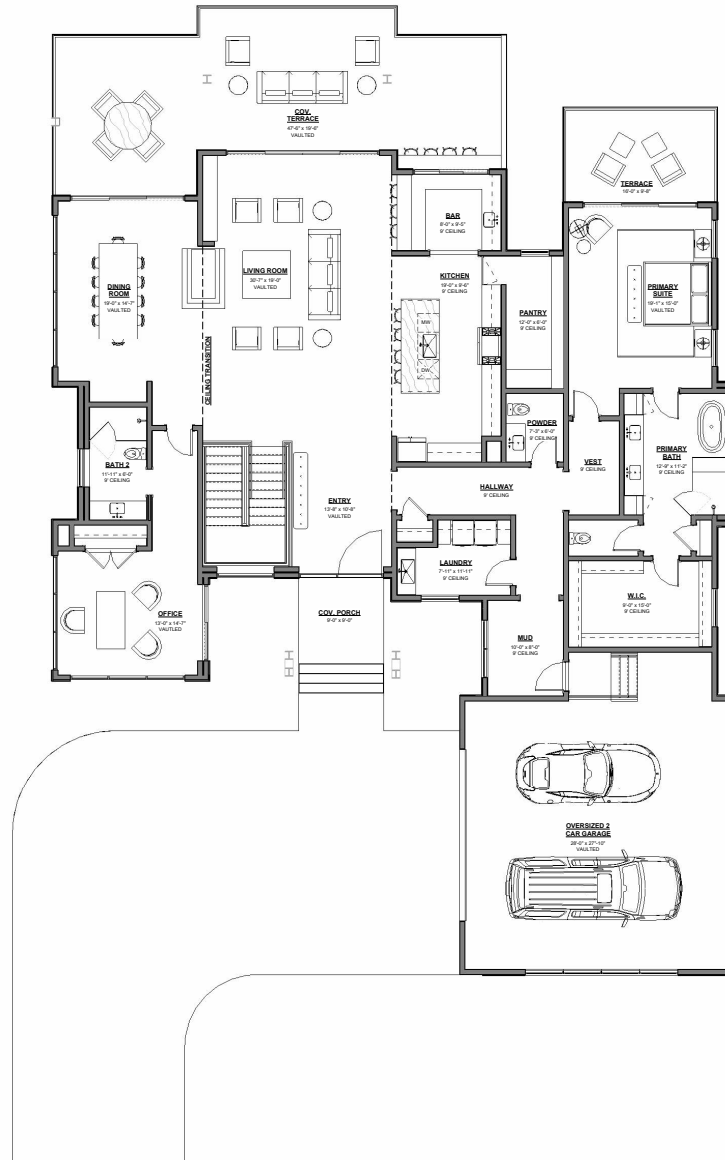 COV.
TERRACE
47'-6" x 19'-6"
VAULTED
TERRACE
16'-0" x 9'-6"
BAR
8'-0" x 9'-5"
9' CEILING
LIVING ROOM
30'-7" x 19'-0"
VAULTED
KITCHEN
19'-0" x 9'-6"
9' CEILING
DINING
ROOM
19'-0" x 14'-7"
VAULTED
PRIMARY
SUITE
19'-1" x 15'-0"
VAULTED
PANTRY
12'-0" x 6'-0"
9' CEILING
MW
DW
CEILING TRANSITION
POWDER
7'-3" x 6'-0"
9' CEILING
BATH 2
11'-11" x 6'-0"
9' CEILING
VEST
9' CEILING
PRIMARY
BATH
12'-9" x 11'-2"
9' CEILING
HALLWAY
9' CEILING
ENTRY
13'-8" x 10'-8"
VAULTED
LAUNDRY
7'-11" x 11'-11"
9' CEILING
W.I.C.
9'-0" x 15'-0"
9' CEILING
OFFICE
13'-0" x 14'-7"
VAUTLED
COV. PORCH
9'-0" x 9'-0"
MUD
10'-0" x 8'-0"
9' CEILING
OVERSIZED 2
CAR GARAGE
28'-0" x 27'-10"
VAULTED